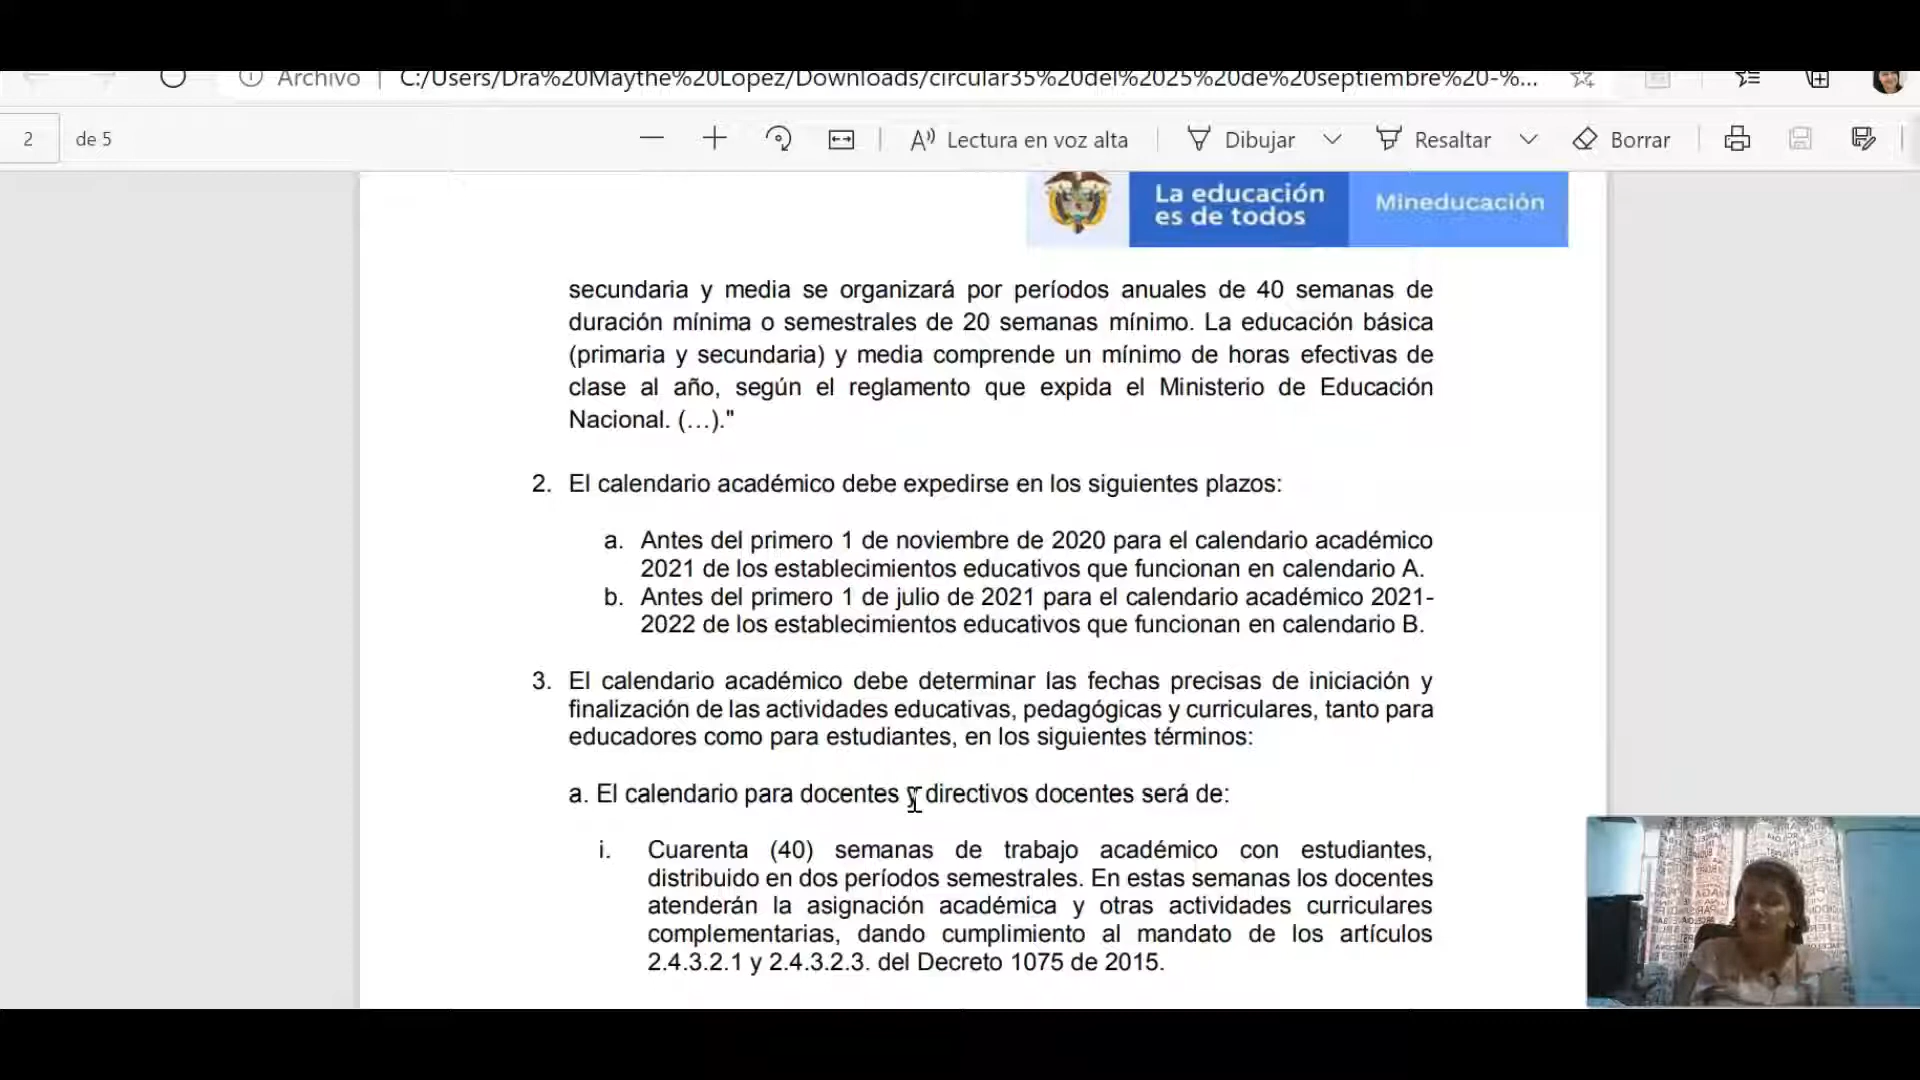 Archivo | C:/Users/Dra%20Maythe%20Lopez/Downloads/circular35%20del%2025%20de%20septiembre%20-%...
2 de 5
Lectura en voz alta
Dibujar
Resaltar
Borrar
La educación
es de todos
Mineducación
secundaria y media se organizará por períodos anuales de 40 semanas de
duración mínima o semestrales de 20 semanas mínimo. La educación básica
(primaria y secundaria) y media comprende un mínimo de horas efectivas de
clase al año, según el reglamento que expida el Ministerio de Educación
Nacional. (…)."
2. El calendario académico debe expedirse en los siguientes plazos:
a. Antes del primero 1 de noviembre de 2020 para el calendario académico
2021 de los establecimientos educativos que funcionan en calendario A.
b. Antes del primero 1 de julio de 2021 para el calendario académico 2021-
2022 de los establecimientos educativos que funcionan en calendario B.
3. El calendario académico debe determinar las fechas precisas de iniciación y
finalización de las actividades educativas, pedagógicas y curriculares, tanto para
educadores como para estudiantes, en los siguientes términos:
a. El calendario para docentes y directivos docentes será de:
i. Cuarenta (40) semanas de trabajo académico con estudiantes,
distribuido en dos períodos semestrales. En estas semanas los docentes
atenderán la asignación académica y otras actividades curriculares
complementarias, dando cumplimiento al mandato de los artículos
2.4.3.2.1 y 2.4.3.2.3. del Decreto 1075 de 2015.